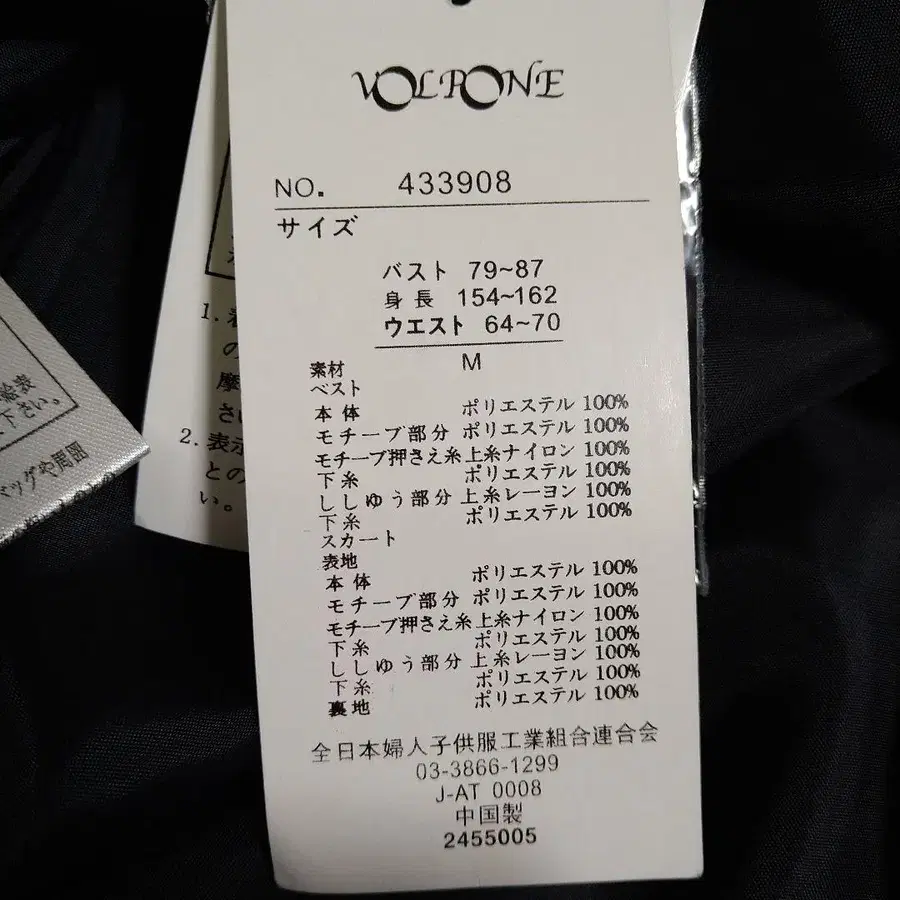 VOLPONE
NO. 433908
サイズ
バスト 79~87
身長 154~162
ウエスト 64~70
M
素材
ベスト
本体 ポリエステル 100%
モチーブ部分 ポリエステル 100%
モチーブ押さえ糸 上糸ナイロン 100%
下糸 ポリエステル 100%
ししゆう部分 上糸レーヨン 100%
下糸 ポリエステル 100%
スカート
表地
本体 ポリエステル 100%
モチーブ部分 ポリエステル 100%
モチーブ押さえ糸 上糸ナイロン 100%
下糸 ポリエステル 100%
ししゆう部分 上糸レーヨン 100%
下糸 ポリエステル 100%
裏地 ポリエステル 100%
全日本婦人子供服工業組合連合会
03-3866-1299
J-AT 0008
中国製
2455005
1.
の
摩
さい
2. 表示
との
い。
絵表
下さい。
バッグや周囲